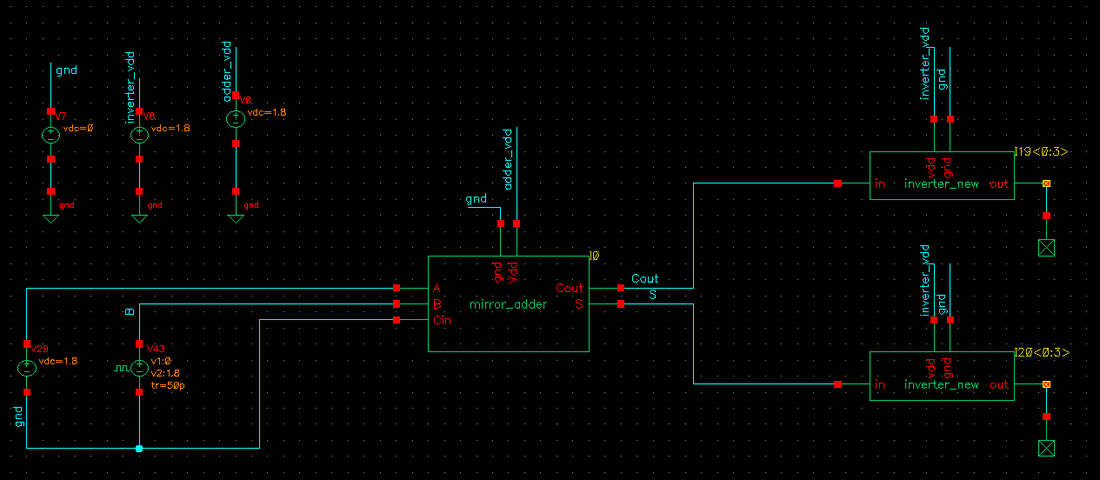 gnd
V7
vdc=0
gnd
inverter_vdd
V6
vdc=1.8
gnd
adder_vdd
V0
vdc=1.8
gnd
gnd
adder_vdd
I0
gnd
Vdd
A
B
Cin
mirror_adder
Cout
S
Cout
S
V29
vdc=1.8
gnd
B
V43
v1:0
v2:1.8
tr=50p
inverter_vdd
gnd
I19<0:3>
vdd
gnd
in
inverter_new
out
inverter_vdd
gnd
I20<0:3>
vdd
gnd
in
inverter_new
out